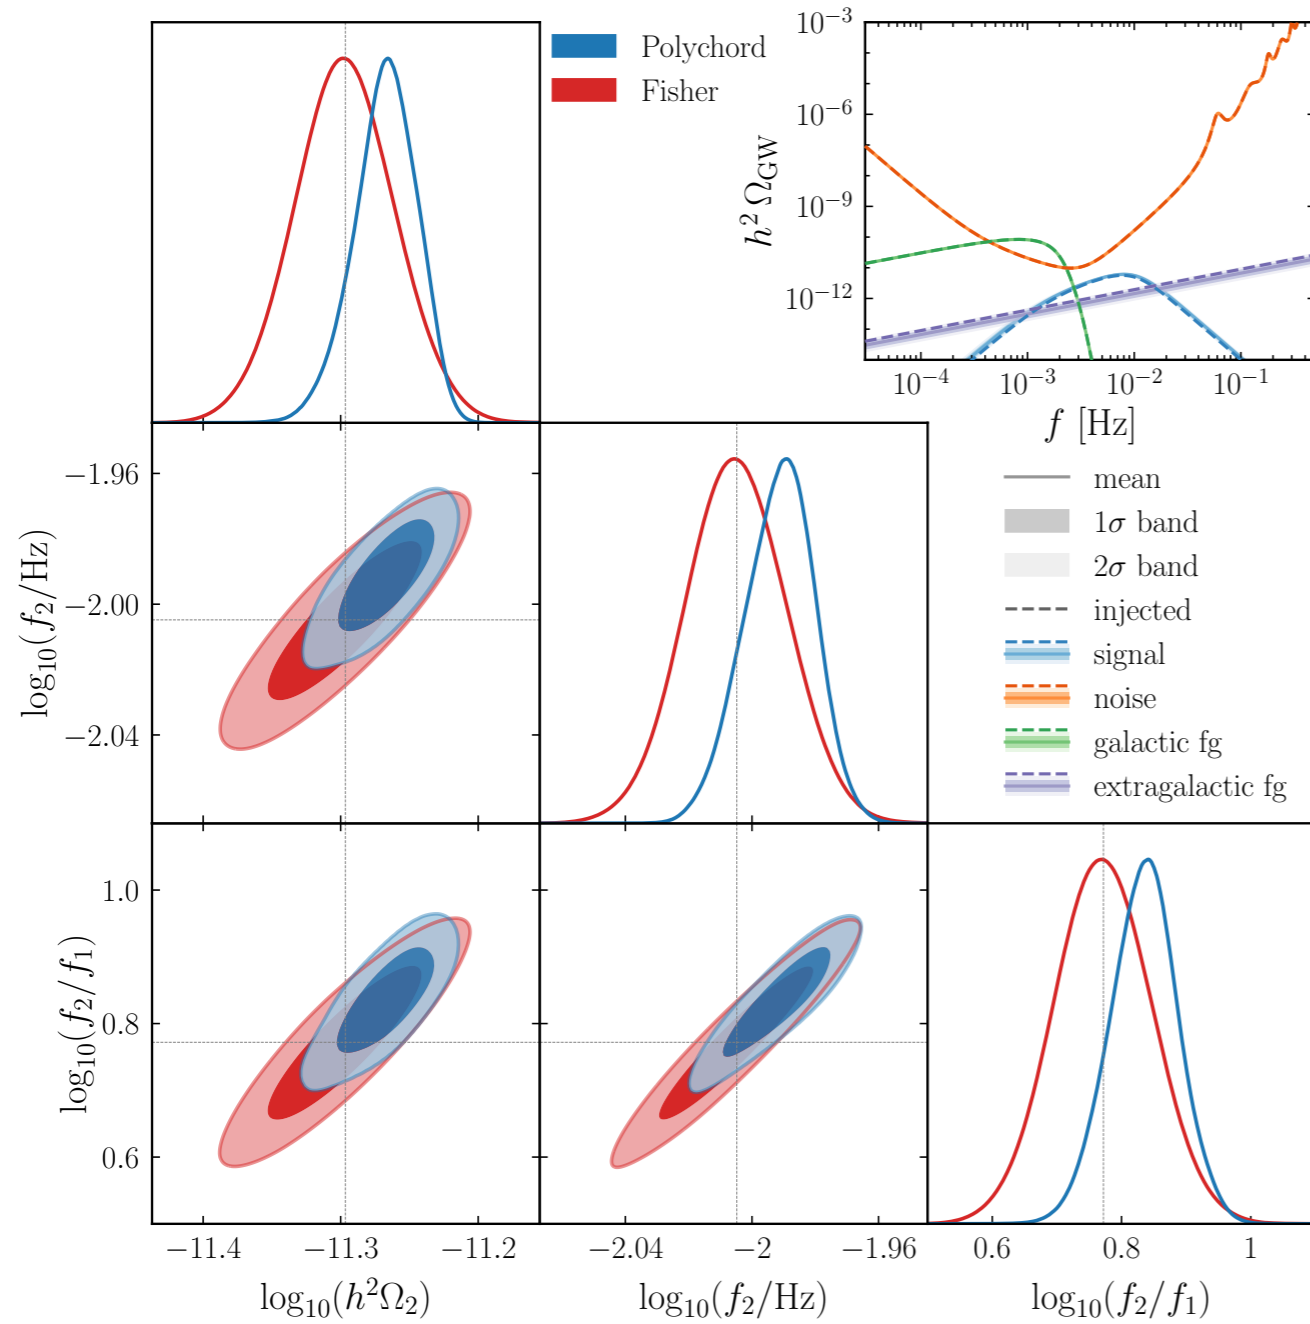 Polychord
Fisher
10⁻³
10⁻⁶
10⁻⁹
10⁻¹²
h² Ω_GW
10⁻⁴ 10⁻³ 10⁻² 10⁻¹
f [Hz]
mean
1σ band
2σ band
injected
signal
noise
galactic fg
extragalactic fg
−1.96
−2.00
−2.04
log₁₀(f₂/Hz)
1.0
0.8
0.6
log₁₀(f₂/f₁)
−11.4 −11.3 −11.2
−2.04 −2 −1.96
0.6 0.8 1
log₁₀(h²Ω₂)
log₁₀(f₂/Hz)
log₁₀(f₂/f₁)